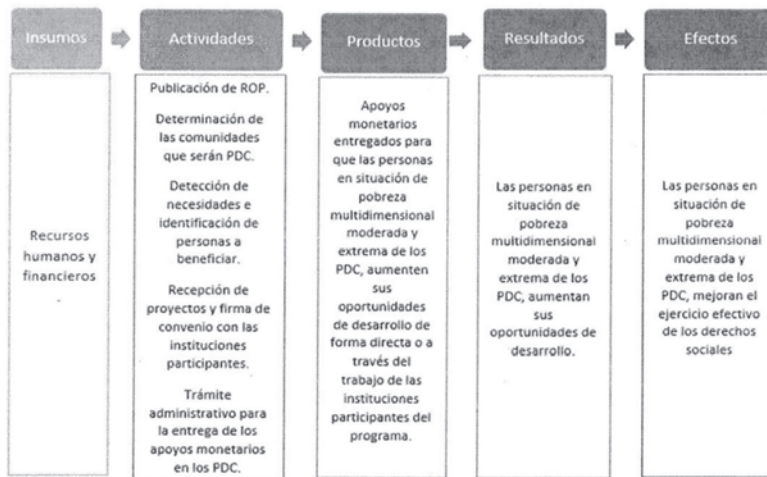 Insumos
Actividades
Productos
Resultados
Efectos
Recursos
humanos y
financieros
Publicación de ROP.
Determinación de
las comunidades
que serán PDC.
Detección de
necesidades e
identificación de
personas a
beneficiar.
Recepción de
proyectos y firma de
convenio con las
instituciones
participantes.
Trámite
administrativo para
la entrega de los
apoyos monetarios
en los PDC.
Apoyos
monetarios
entregados para
que las personas
en situación de
pobreza
multidimensional
moderada y
extrema de los
PDC, aumenten
sus
oportunidades
de desarrollo de
forma directa o a
través del
trabajo de las
instituciones
participantes del
programa.
Las personas en
situación de
pobreza
multidimensional
moderada y
extrema de los
PDC, aumentan
sus
oportunidades de
desarrollo.
Las personas en
situación de
pobreza
multidimensional
moderada y
extrema de los
PDC, mejoran el
ejercicio efectivo
de los derechos
sociales